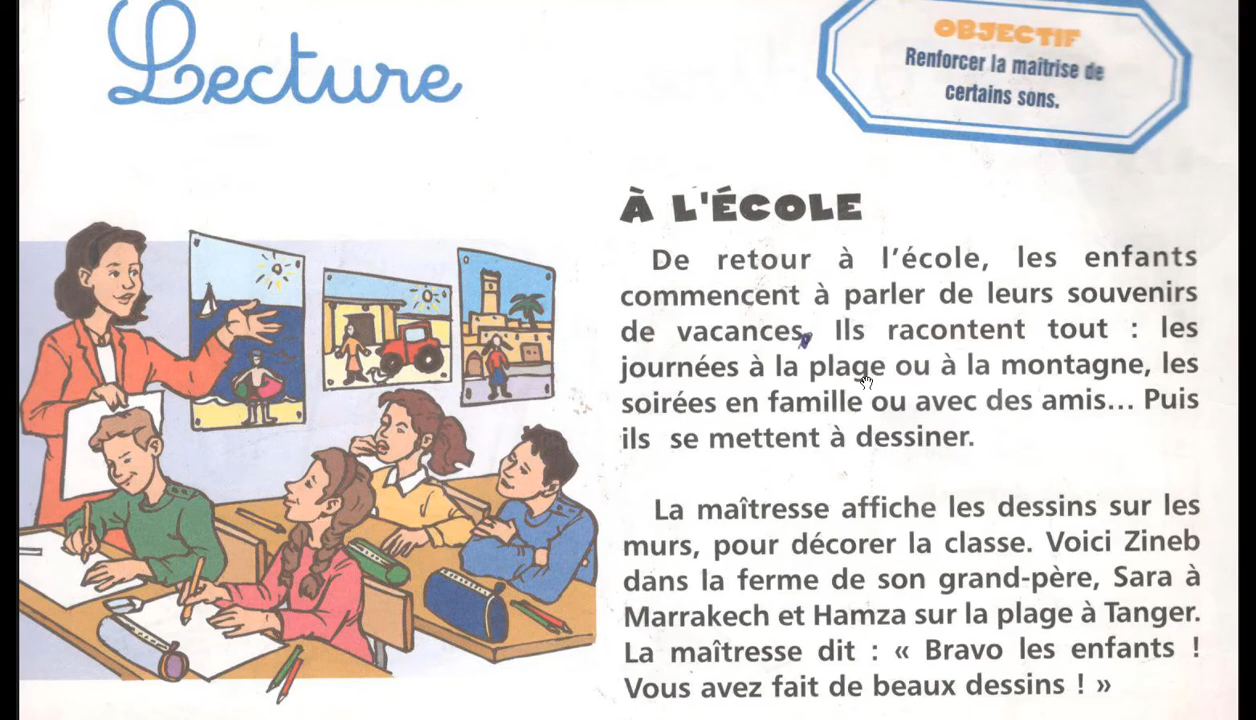 Lecture
OBJECTIF
Renforcer la maîtrise de
certains sons.
À L'ÉCOLE
De retour à l'école, les enfants
commencent à parler de leurs souvenirs
de vacances, Ils racontent tout : les
journées à la plage ou à la montagne, les
soirées en famille ou avec des amis... Puis
ils se mettent à dessiner.
La maîtresse affiche les dessins sur les
murs, pour décorer la classe. Voici Zineb
dans la ferme de son grand-père, Sara à
Marrakech et Hamza sur la plage à Tanger.
La maîtresse dit : « Bravo les enfants !
Vous avez fait de beaux dessins ! »